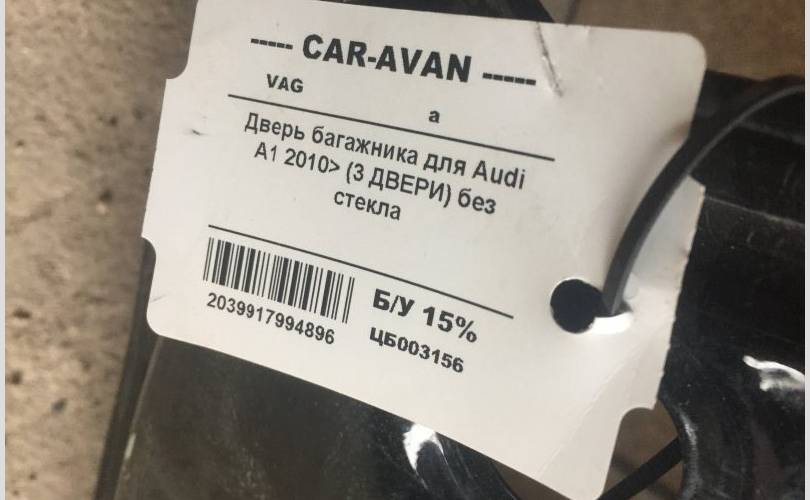 ----- CAR-AVAN -----
VAG
а
Дверь багажника для Audi
A1 2010> (3 ДВЕРИ) без
стекла
Б/У 15%
2039917994896
ЦБ003156